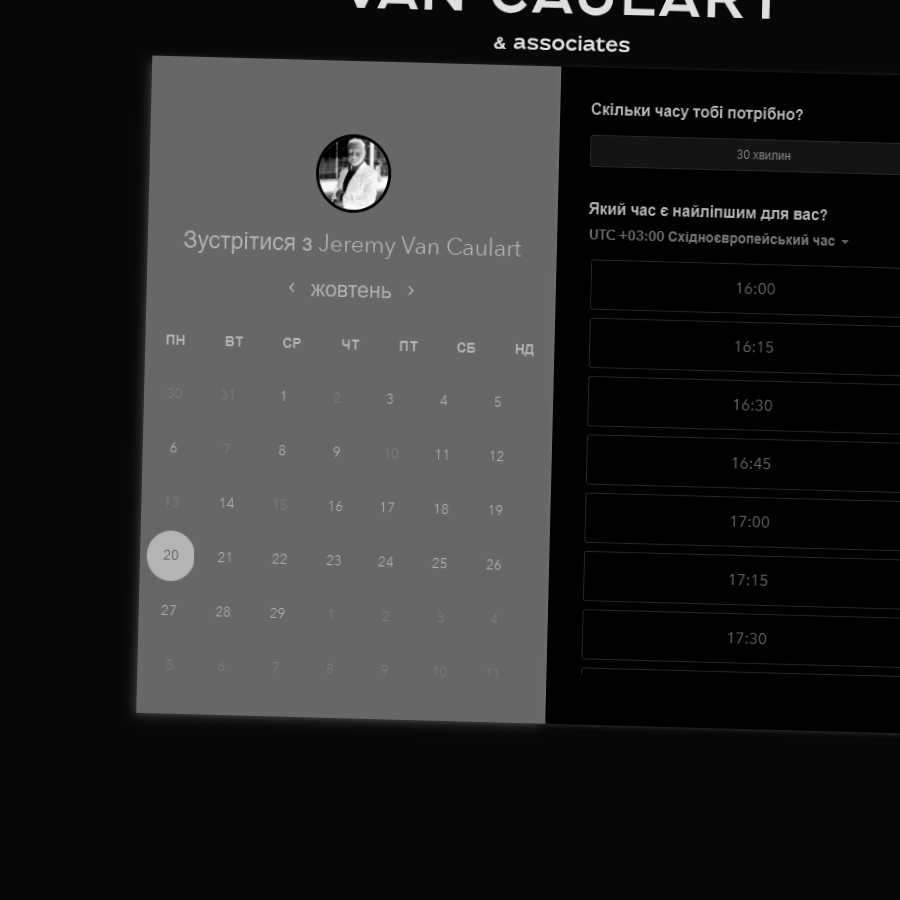 VAN CAULART
& associates
Зустрітися з Jeremy Van Caulart
жовтень
ПН ВТ СР ЧТ ПТ СБ НД
30 31 1 2 3 4 5
6 7 8 9 10 11 12
13 14 15 16 17 18 19
20 21 22 23 24 25 26
27 28 29 1 2 3 4
5 6 7 8 9 10 11
Скільки часу тобі потрібно?
30 хвилин
Який час є найліпшим для вас?
UTC +03:00 Східноєвропейський час
16:00
16:15
16:30
16:45
17:00
17:15
17:30